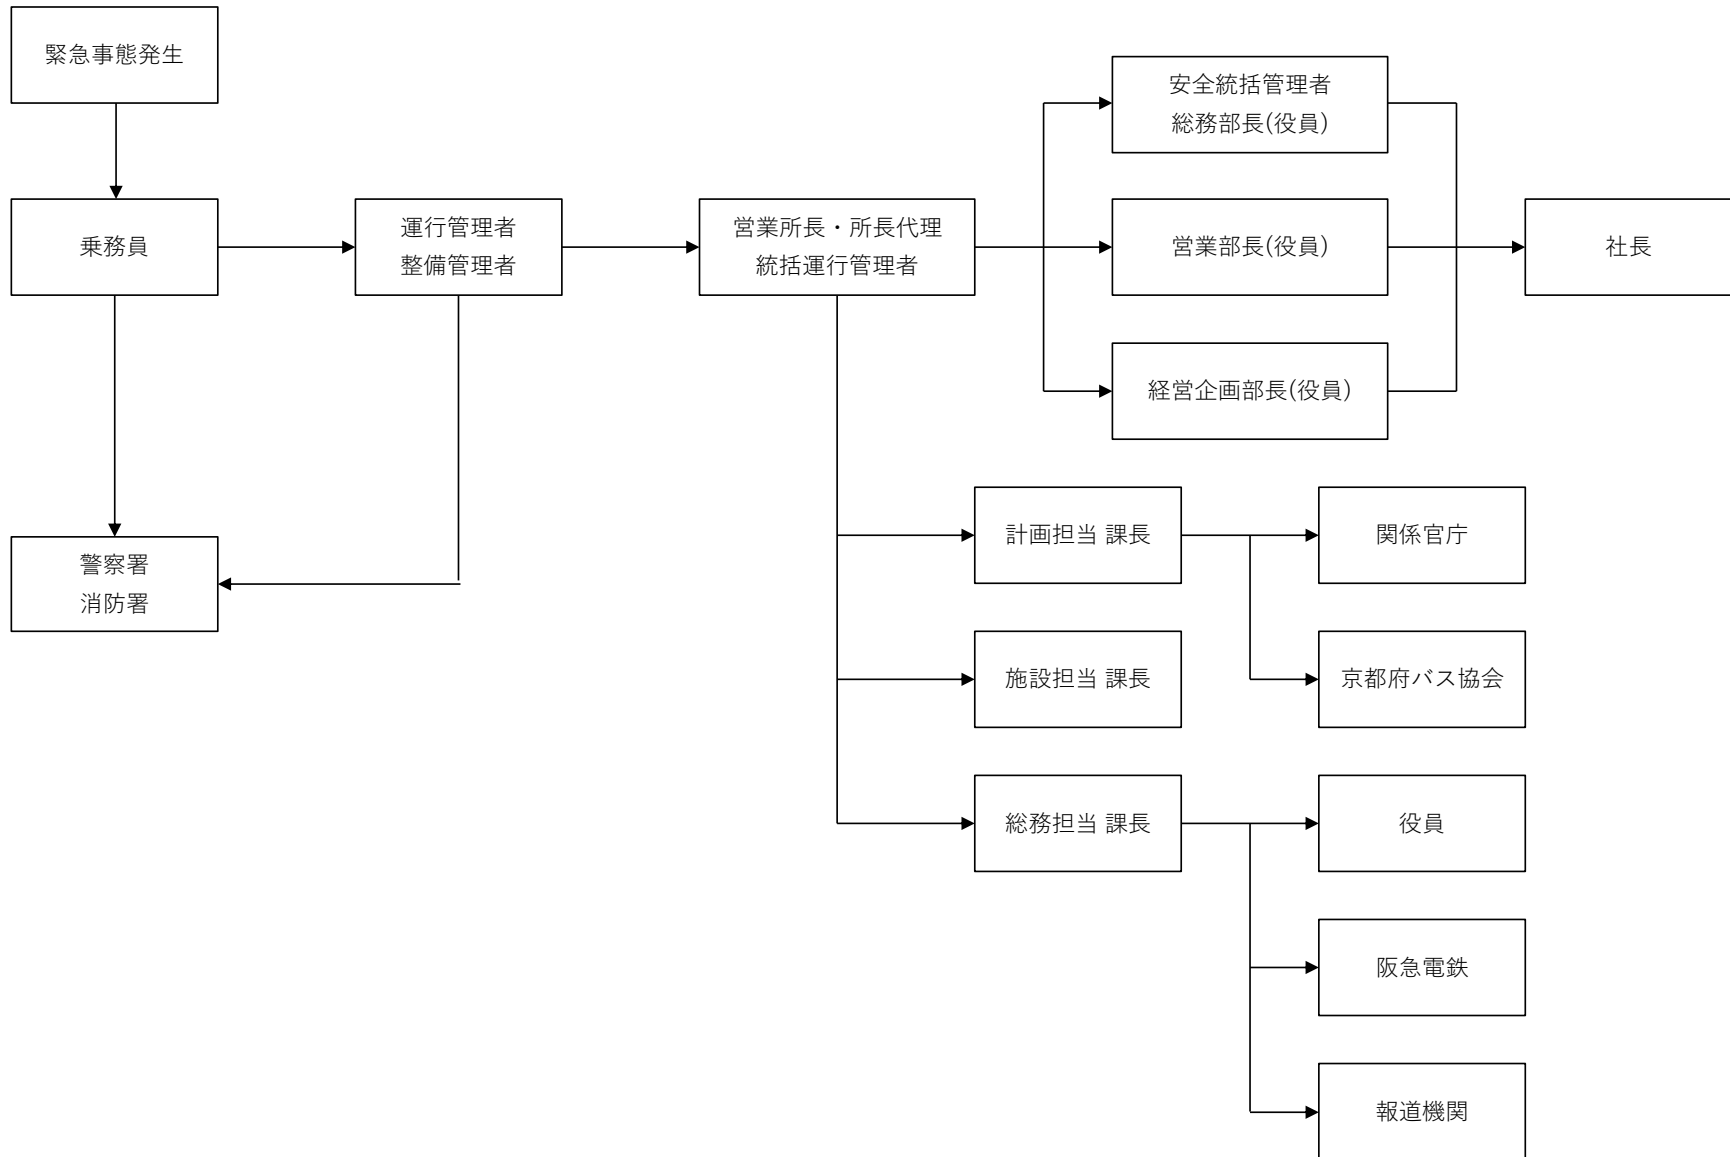 緊急事態発生
安全統括管理者
総務部長(役員)
乗務員
運行管理者
整備管理者
営業所長・所長代理
統括運行管理者
営業部長(役員)
社長
経営企画部長(役員)
警察署
消防署
計画担当 課長
関係官庁
施設担当 課長
京都府バス協会
総務担当 課長
役員
阪急電鉄
報道機関